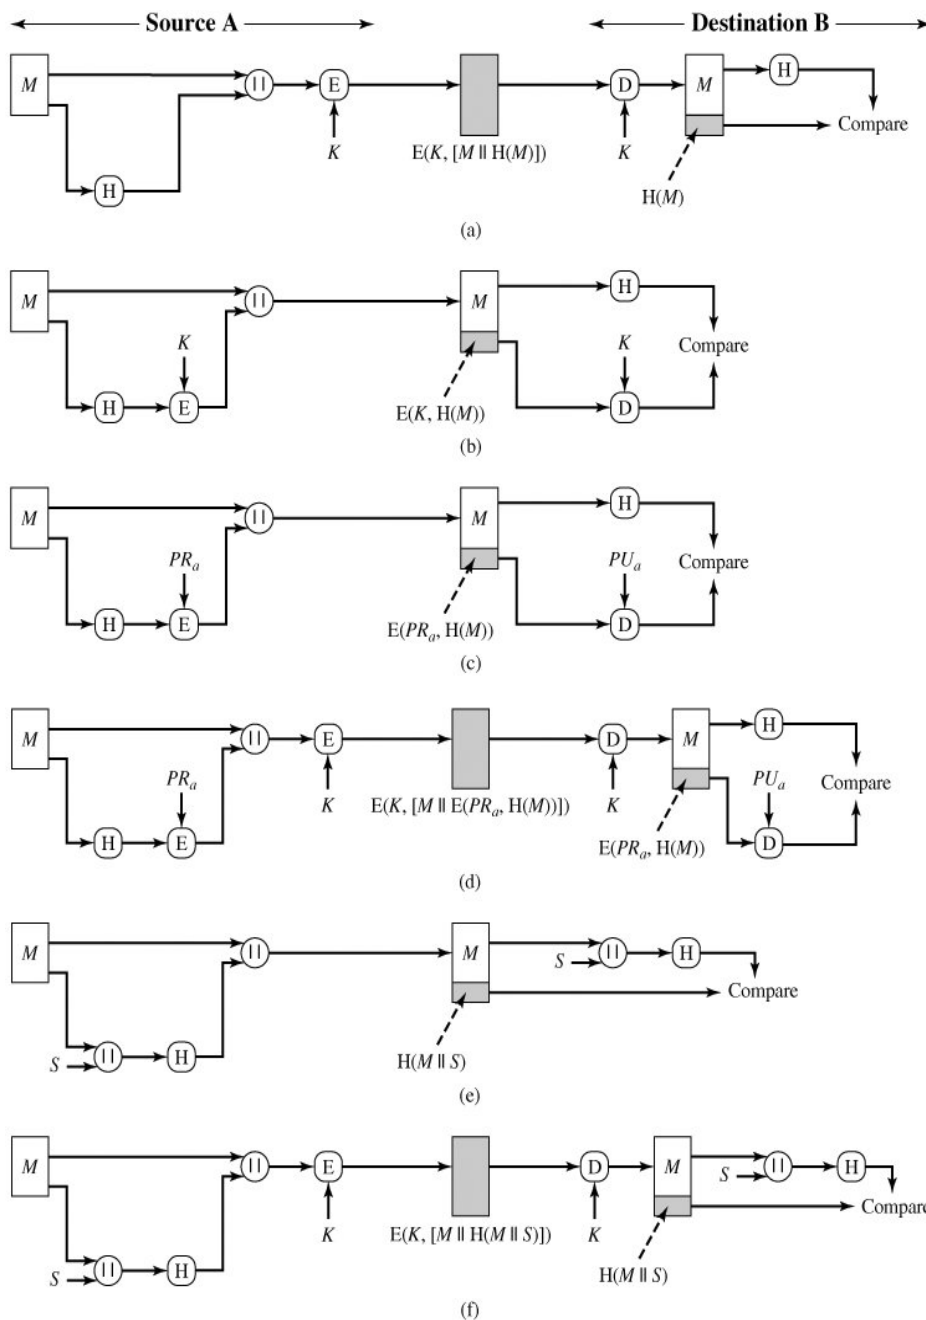 Source A Destination B
M || E D M H
K E(K, [M || H(M)]) K Compare
H H(M)
(a)
M || M H
K K Compare
H E E(K, H(M)) D
(b)
M || M H
PRa PUa Compare
H E E(PRa, H(M)) D
(c)
M || E D M H
PRa K E(K, [M || E(PRa, H(M))]) K PUa Compare
H E E(PRa, H(M)) D
(d)
M || M S || H
Compare
S || H H(M || S)
(e)
M || E D M S || H
K E(K, [M || H(M || S)]) K Compare
S || H H(M || S)
(f)